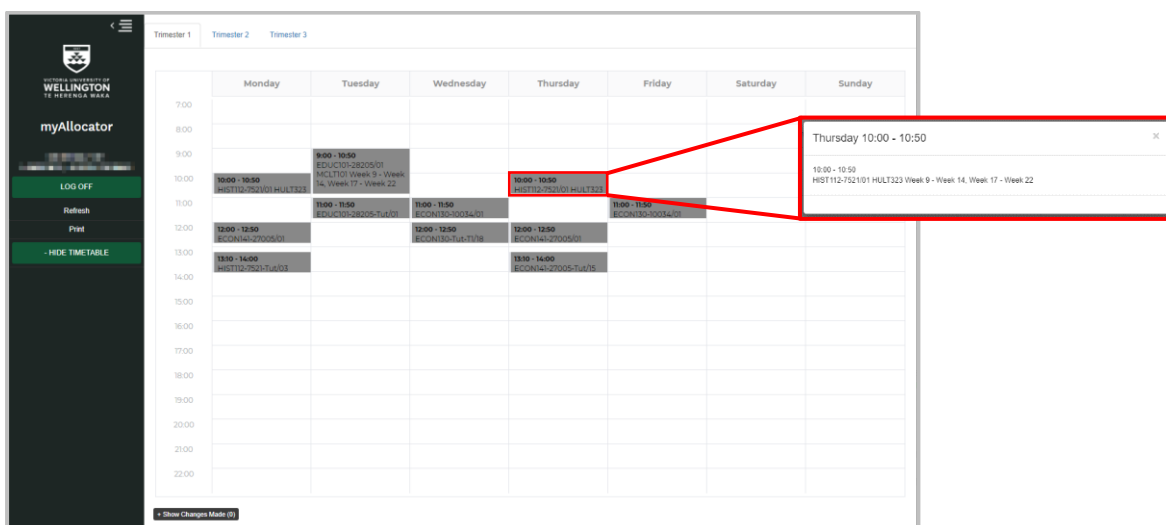 VICTORIA UNIVERSITY OF
WELLINGTON
TE HERENGA WAKA
myAllocator
LOG OFF
Refresh
Print
- HIDE TIMETABLE
Trimester 1 Trimester 2 Trimester 3
Monday Tuesday Wednesday Thursday Friday Saturday Sunday
7:00
8:00
9:00
9:00 - 10:50
EDUC101-28205/01
MCLT101 Week 9 - Week
14, Week 17 - Week 22
10:00
10:00 - 10:50
HIST112-7521/01 HULT323
10:00 - 10:50
HIST112-7521/01 HULT323
11:00
11:00 - 11:50
EDUC101-28205-Tut/01
11:00 - 11:50
ECON130-10034/01
11:00 - 11:50
ECON130-10034/01
12:00
12:00 - 12:50
ECON141-27005/01
12:00 - 12:50
ECON130-Tut-T1/18
12:00 - 12:50
ECON141-27005/01
13:00
13:10 - 14:00
HIST112-7521-Tut/03
13:10 - 14:00
ECON141-27005-Tut/15
14:00
15:00
16:00
17:00
18:00
19:00
20:00
21:00
22:00
+ Show Changes Made (0)
Thursday 10:00 - 10:50 ×
10:00 - 10:50
HIST112-7521/01 HULT323 Week 9 - Week 14, Week 17 - Week 22